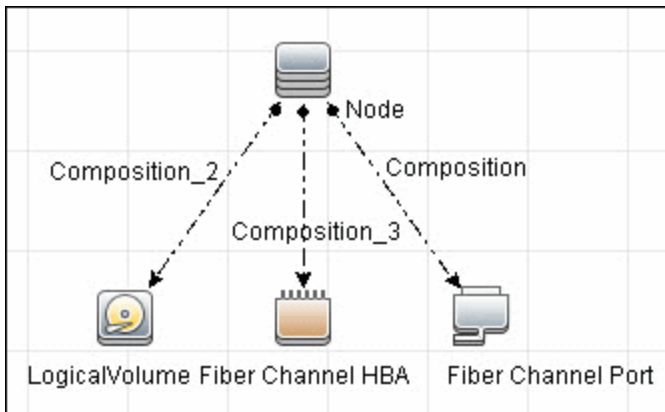 Node
Composition_2
Composition
Composition_3
LogicalVolume
Fiber Channel HBA
Fiber Channel Port